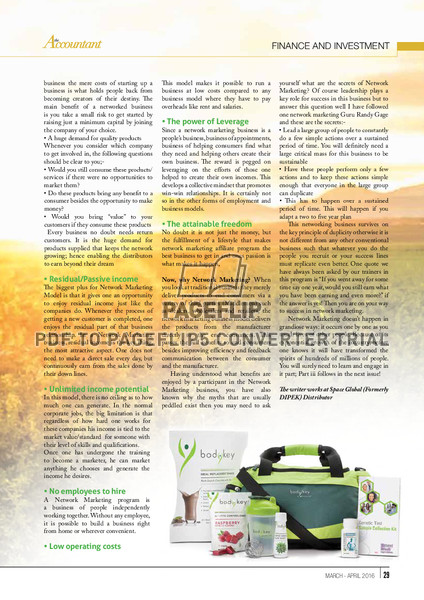 the Accountant
FINANCE AND INVESTMENT
business the mere costs of starting up a
business is what holds people back from
becoming creators of their destiny. The
main benefit of a networked business
is you take a small risk to get started by
raising just a minimum capital by joining
the company of your choice.
• A huge demand for quality products
Whenever you consider which company
to get involved in, the following questions
should be clear to you;-
• Would you still consume these products/
services if there were no opportunities to
market them?
• Do these products bring any benefit to a
consumer besides the opportunity to make
money?
• Would you bring "value" to your
customers if they consume these products
Every business do need needs return
customers. It is the huge demand for
products supplied that keeps the network
growing; hence enabling the distributors
to earn beyond their dream
• Residual/Passive income
The biggest plus for Network Marketing
Model is that it gives one an opportunity
to enjoy residual income just like the
companies do. Whenever the process of
getting a new customer is completed, one
enjoys the residual part of that business
the most attractive aspect. One does not
need to make a direct sale every day, but
continuously earn from the sales done by
their down lines.
• Unlimited income potential
In this model, there is no ceiling as to how
much one can generate. In the normal
corporate jobs, the big limitation is that
regardless of how hard one works for
these companies his income is tied to the
market value/standard for someone with
their level of skills and qualifications.
Once one has undergone the training
to become a marketer, he can market
anything he chooses and generate the
income he desires.
• No employees to hire
A Network Marketing program is
a business of people independently
working together. Without any employee,
it is possible to build a business right
from home or wherever convenient.
• Low operating costs
This model makes it possible to run a
business at low costs compared to any
business model where they have to pay
overheads like rent and salaries.
• The power of Leverage
Since a network marketing business is a
people's business, business of appointments,
business of helping consumers find what
they need and helping others create their
own business. The reward is pegged on
leveraging on the efforts of those one
helped to create their own incomes. This
develops a collective mindset that promotes
win-win relationships. It is certainly not
so in the other forms of employment and
business models.
• The attainable freedom
No doubt it is not just the money, but
the fulfillment of a lifestyle that makes
network marketing affiliate program the
best business to get in and
Now, why Network Marketing? When
the products from the manufacturer
besides improving efficiency and feedback
communication between the consumer
and the manufacturer.
Having understood what benefits are
enjoyed by a participant in the Network
Marketing business, you have also
known why the myths that are usually
peddled exist then you may need to ask
yourself what are the secrets of Network
Marketing? Of course leadership plays a
key role for success in this business but to
answer this question well I have followed
one network marketing Guru Randy Gage
and these are the secrets:-
• Lead a large group of people to constantly
do a few simple actions over a sustained
period of time. You will definitely need a
large critical mass for this business to be
sustainable
• Have these people perform only a few
actions and to keep these actions simple
enough that everyone in the large group
can duplicate
• This has to happen over a sustained
period of time. This will happen if you
adapt a two to five year plan
This networking business survives on
the key principle of duplicity otherwise it is
not different from any other conventional
business such that whatever you do the
people you recruit or your success lines
must replicate even better. One quote we
have always been asked by our trainers in
this program is "If you went away for some
time say one year, would you still earn what
you have been earning and even more? if
the answer is yes! Then you are on your way
to success in network marketing.
Network Marketing doesn't happen in
grandiose ways; it occurs one by one as you
one knows it will have transformed the
spirits of hundreds of millions of people.
You will surely need to learn and engage
it part; Part iii follows in the next issue!
The writer works at Space Global (Formerly
DIPEK) Distributor
PAGEFLIP
PDF TO PAGEFLIP5 CONVERTER TRIAL
bodykey
bodykey
RASPBERRY
bodykey
bodykey
MARCH - APRIL 2016 29